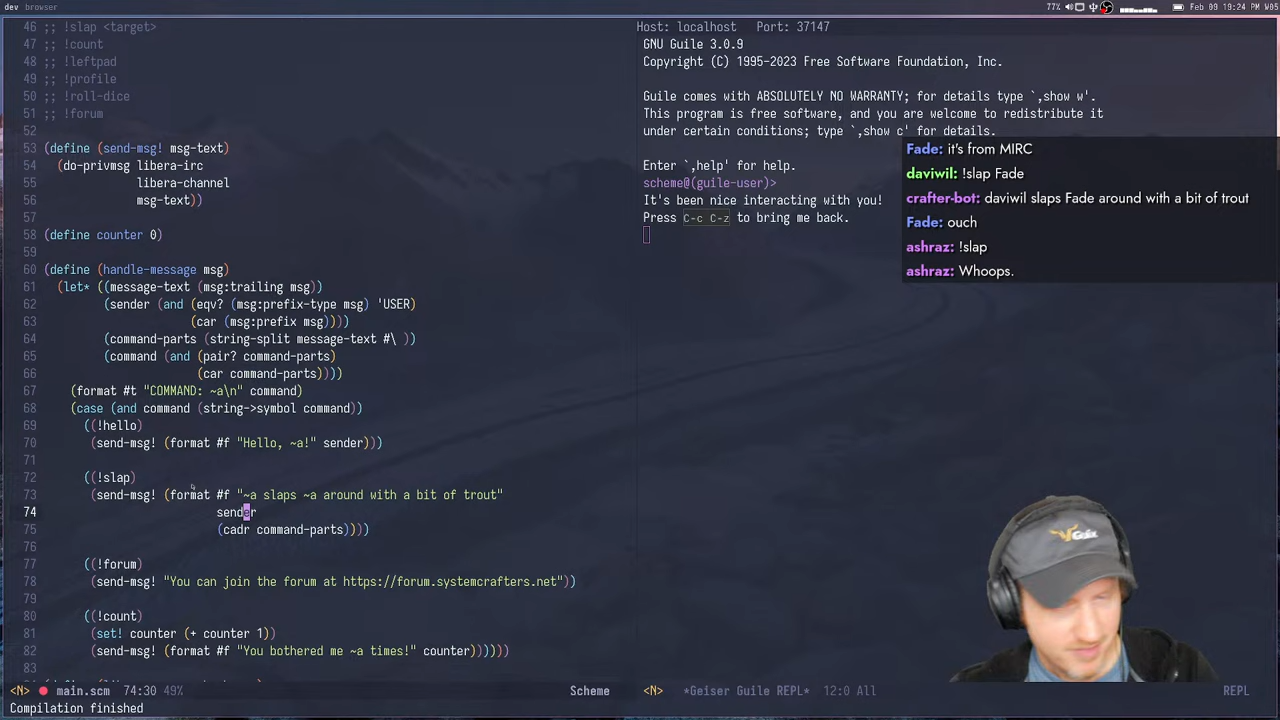 dev browser
77% Feb 09 19:24 W05
46 ;; !slap <target>
47 ;; !count
48 ;; !leftpad
49 ;; !profile
50 ;; !roll-dice
51 ;; !forum
52
53 (define (send-msg! msg-text)
54 (do-privmsg libera-irc
55 libera-channel
56 msg-text))
57
58 (define counter 0)
59
60 (define (handle-message msg)
61 (let* ((message-text (msg:trailing msg))
62 (sender (and (eqv? (msg:prefix-type msg) 'USER)
63 (car (msg:prefix msg))))
64 (command-parts (string-split message-text #\ ))
65 (command (and (pair? command-parts)
66 (car command-parts))))
67 (format #t "COMMAND: ~a\n" command)
68 (case (and command (string->symbol command))
69 ((!hello)
70 (send-msg! (format #f "Hello, ~a!" sender)))
71
72 ((!slap)
73 (send-msg! (format #f "~a slaps ~a around with a bit of trout"
74 sender
75 (cadr command-parts))))
76
77 ((!forum)
78 (send-msg! "You can join the forum at https://forum.systemcrafters.net"))
79
80 ((!count)
81 (set! counter (+ counter 1))
82 (send-msg! (format #f "You bothered me ~a times!" counter))))))
83
<N> main.scm 74:30 49% Scheme
Compilation finished
Host: localhost Port: 37147
GNU Guile 3.0.9
Copyright (C) 1995-2023 Free Software Foundation, Inc.
Guile comes with ABSOLUTELY NO WARRANTY; for details type `,show w'.
This program is free software, and you are welcome to redistribute it
under certain conditions; type `,show c' for details.
Enter `,help' for help.
scheme@(guile-user)>
It's been nice interacting with you!
Press C-c C-z to bring me back.
Fade: it's from MIRC
daviwil: !slap Fade
crafter-bot: daviwil slaps Fade around with a bit of trout
Fade: ouch
ashraz: !slap
ashraz: Whoops.
Guix
<N> *Geiser Guile REPL* 12:0 All REPL